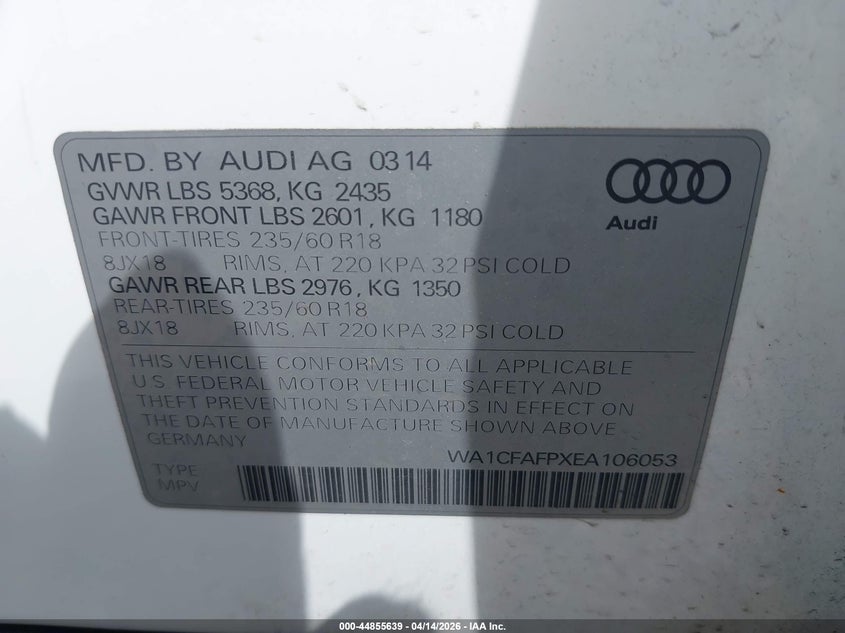 MFD. BY AUDI AG 0314
GVWR LBS 5368, KG 2435
GAWR FRONT LBS 2601, KG 1180
FRONT-TIRES 235/60 R18
8JX18 RIMS, AT 220 KPA 32 PSI COLD
GAWR REAR LBS 2976, KG 1350
REAR-TIRES 235/60 R18
8JX18 RIMS, AT 220 KPA 32 PSI COLD
Audi
THIS VEHICLE CONFORMS TO ALL APPLICABLE
U.S. FEDERAL MOTOR VEHICLE SAFETY AND
THEFT PREVENTION STANDARDS IN EFFECT ON
THE DATE OF MANUFACTURE SHOWN ABOVE
GERMANY
WA1CFAFPXEA106053
TYPE
MPV
000-44855639 - 04/14/2026 - IAA, Inc.